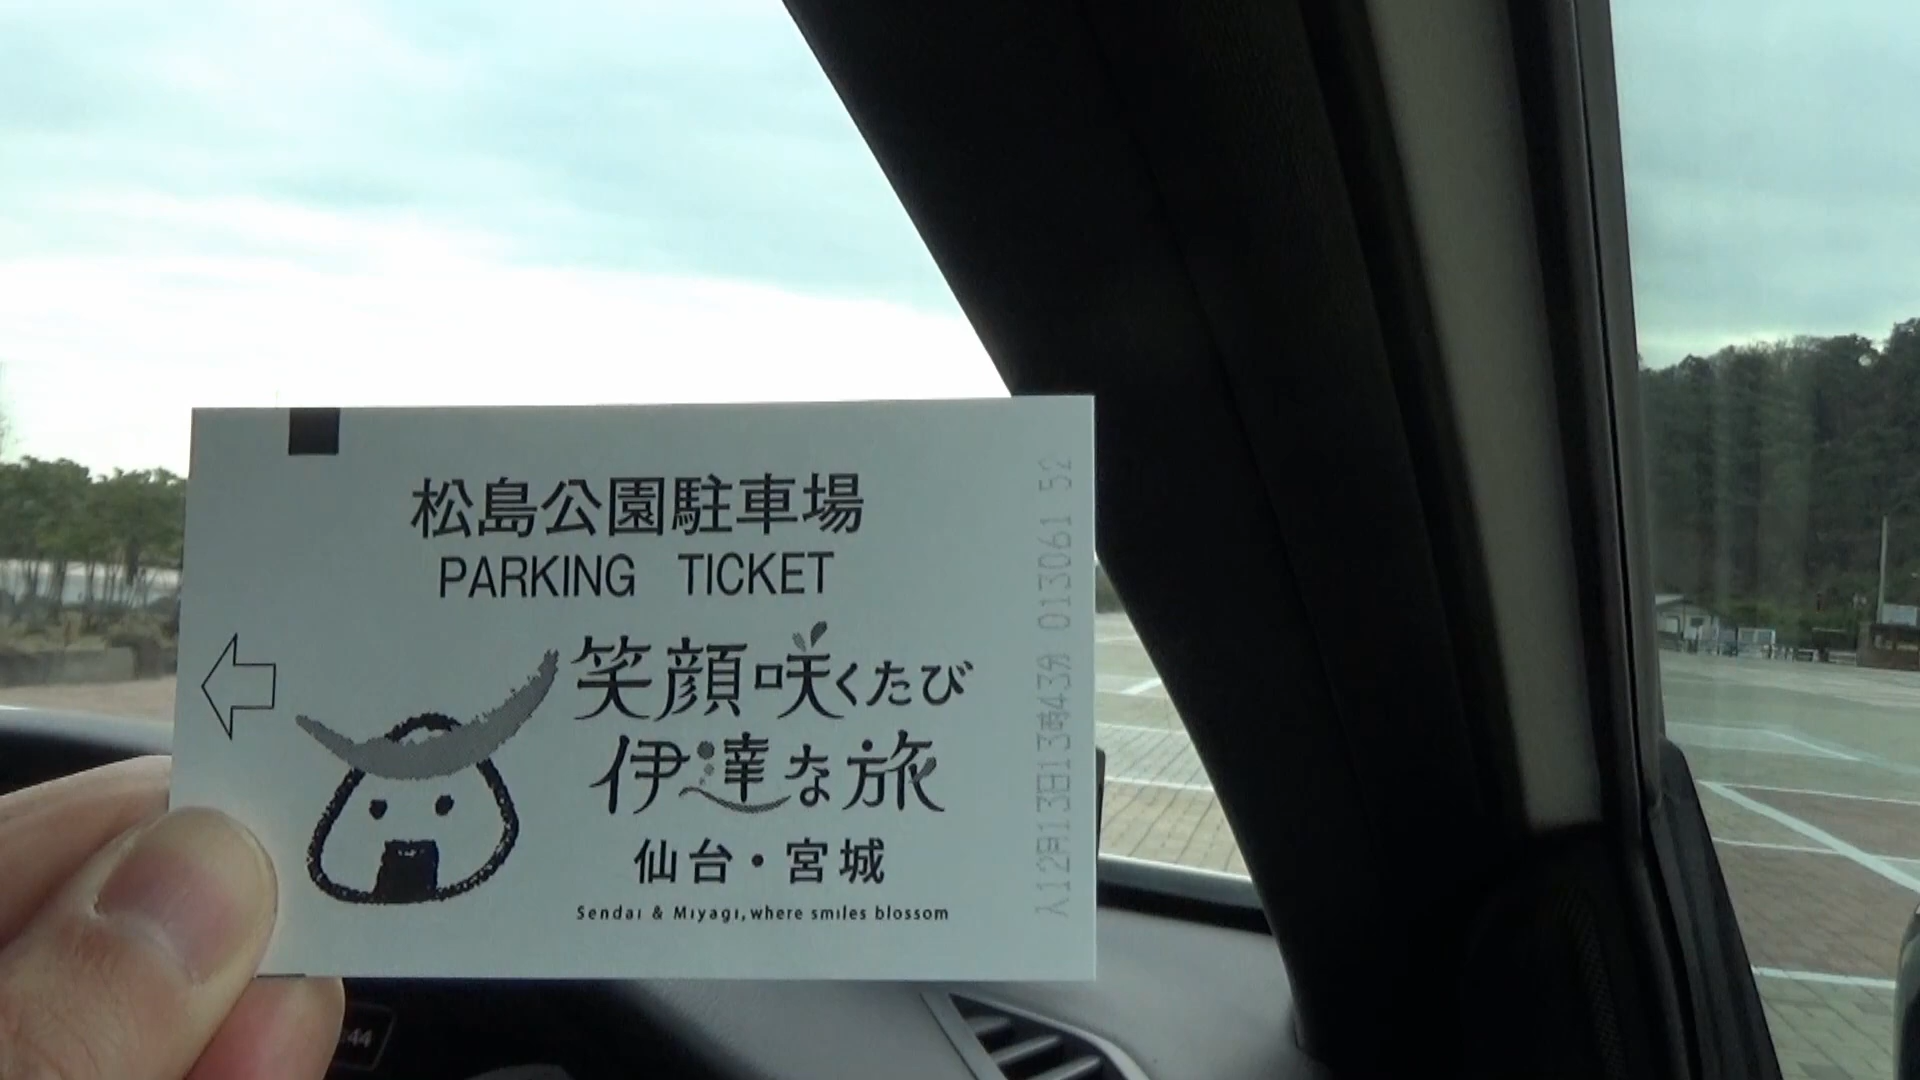 松島公園駐車場
PARKING TICKET
笑顔咲くたび
伊達な旅
仙台・宮城
Sendai & Miyagi, where smiles blossom
入12月13日13時43分 013061 52
:44